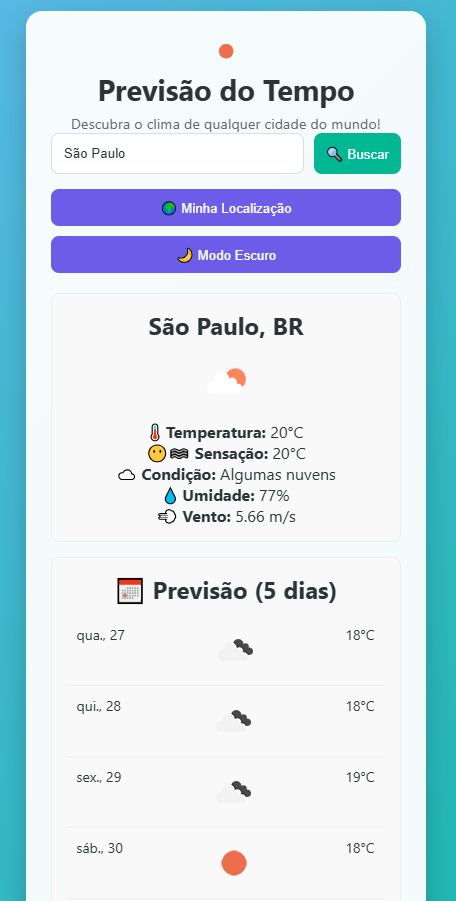 Previsão do Tempo
Descubra o clima de qualquer cidade do mundo!
São Paulo
Buscar
Minha Localização
Modo Escuro
São Paulo, BR
Temperatura: 20°C
Sensação: 20°C
Condição: Algumas nuvens
Umidade: 77%
Vento: 5.66 m/s
Previsão (5 dias)
qua., 27 18°C
qui., 28 18°C
sex., 29 19°C
sáb., 30 18°C